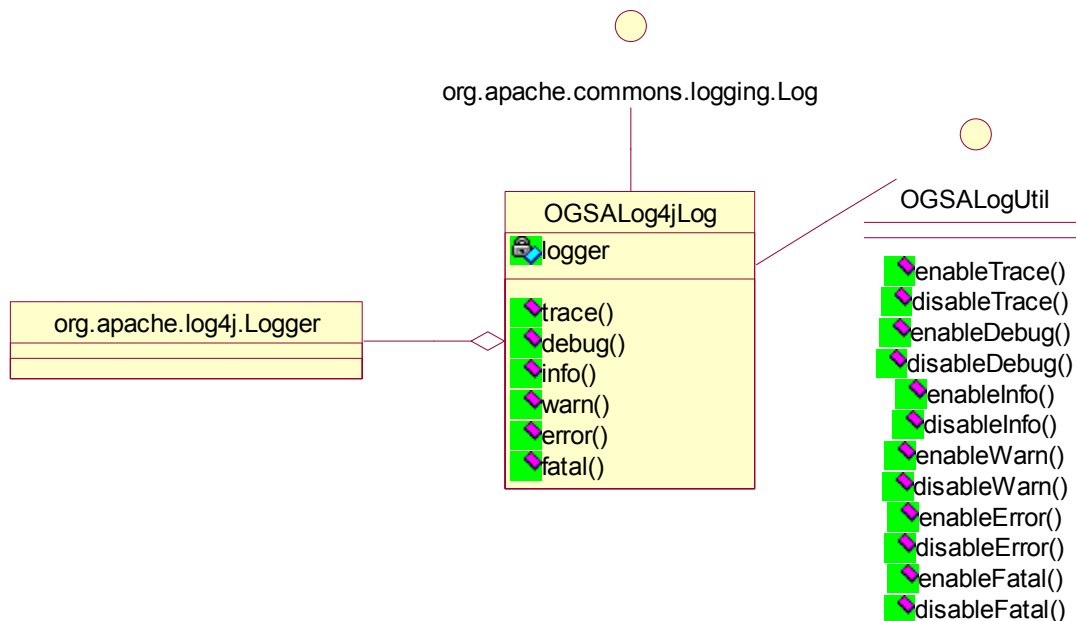 org.apache.commons.logging.Log
OGSALogUtil
enableTrace()
disableTrace()
enableDebug()
disableDebug()
enableInfo()
disableInfo()
enableWarn()
disableWarn()
enableError()
disableError()
enableFatal()
disableFatal()
OGSALog4jLog
logger
trace()
debug()
info()
warn()
error()
fatal()
org.apache.log4j.Logger